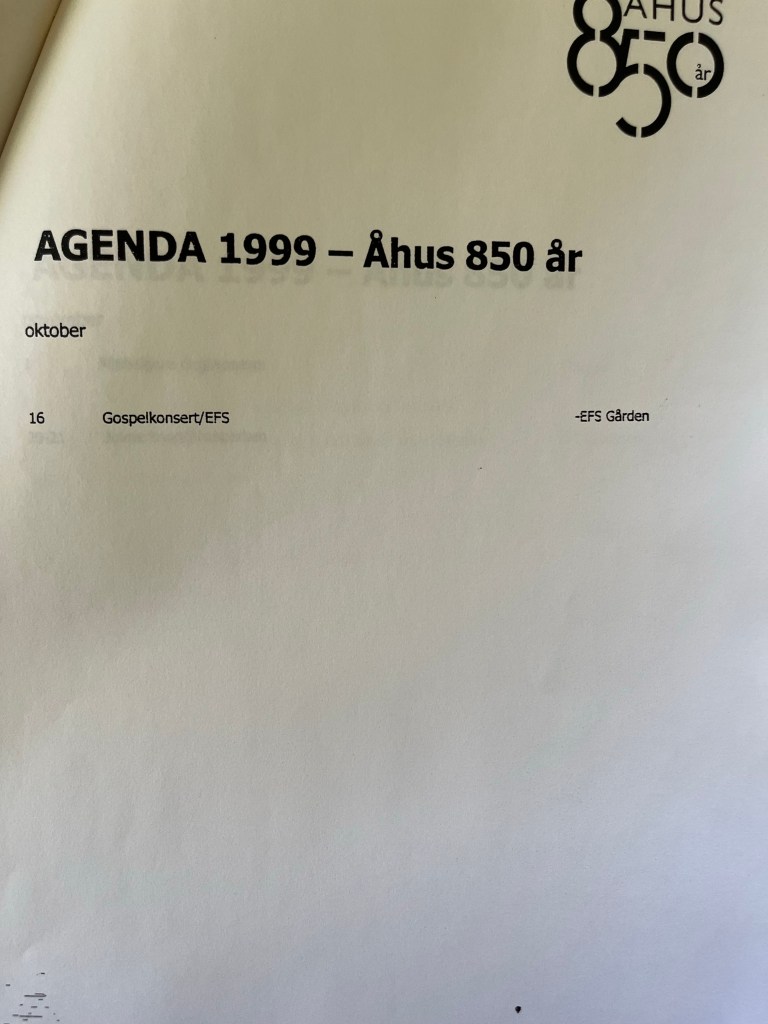 ÅHUS
850
år
AGENDA 1999 – Åhus 850 år
oktober
16 Gospelkonsert/EFS -EFS Gården